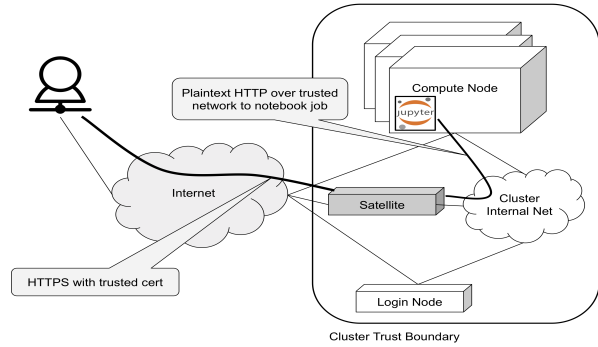 Plaintext HTTP over trusted
network to notebook job
Compute Node
jupyter
Internet
Satellite
Cluster
Internal Net
HTTPS with trusted cert
Login Node
Cluster Trust Boundary